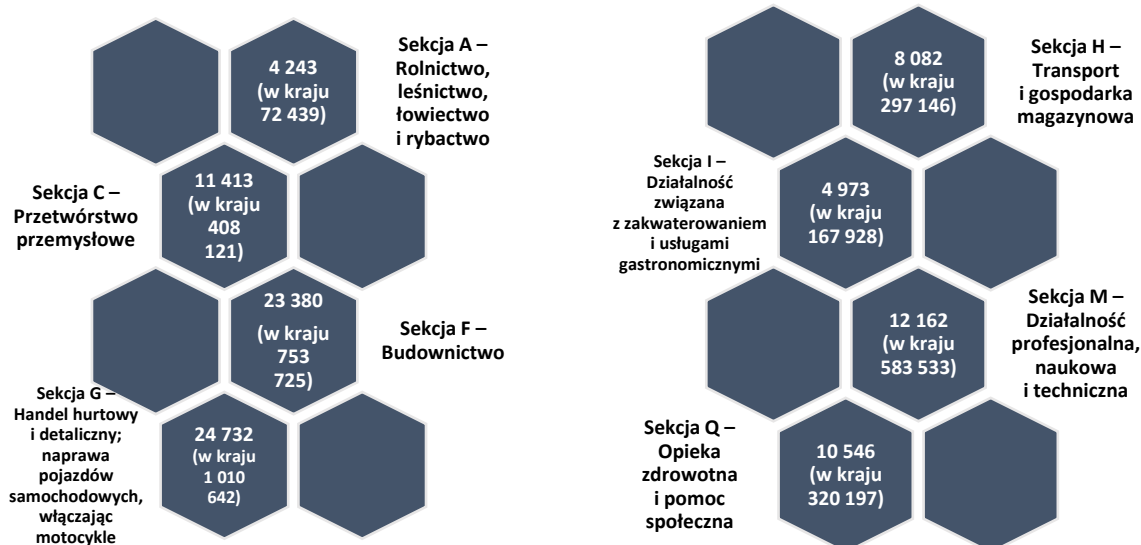 4 243
(w kraju
72 439)
Sekcja A –
Rolnictwo,
leśnictwo,
łowiectwo
i rybactwo
Sekcja C –
Przetwórstwo
przemysłowe
11 413
(w kraju
408
121)
23 380
(w kraju
753
725)
Sekcja F –
Budownictwo
Sekcja G –
Handel hurtowy
i detaliczny;
naprawa
pojazdów
samochodowych,
włączając
motocykle
24 732
(w kraju
1 010
642)
8 082
(w kraju
297 146)
Sekcja H –
Transport
i gospodarka
magazynowa
Sekcja I –
Działalność
związana
z zakwaterowaniem
i usługami
gastronomicznymi
4 973
(w kraju
167 928)
12 162
(w kraju
583 533)
Sekcja M –
Działalność
profesjonalna,
naukowa
i techniczna
Sekcja Q –
Opieka
zdrowotna
i pomoc
społeczna
10 546
(w kraju
320 197)